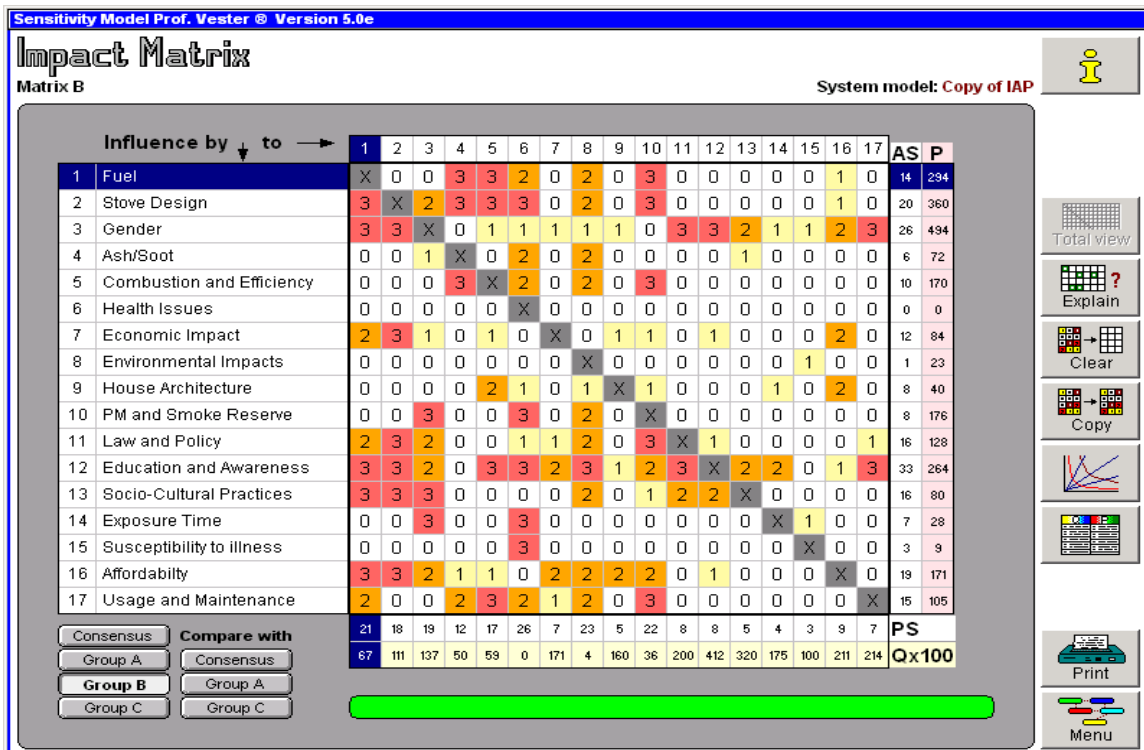 Sensitivity Model Prof. Vester ® Version 5.0e
Impact Matrix
Matrix B
System model: Copy of IAP
Influence by to
1 2 3 4 5 6 7 8 9 10 11 12 13 14 15 16 17 AS P
1 Fuel X 0 0 3 3 2 0 2 0 3 0 0 0 0 0 1 0 14 294
2 Stove Design 3 X 2 3 3 3 0 2 0 3 0 0 0 0 0 1 0 20 360
3 Gender 3 3 X 0 1 1 1 1 1 0 3 3 2 1 1 2 3 26 494
4 Ash/Soot 0 0 1 X 0 2 0 2 0 0 0 0 1 0 0 0 0 6 72
5 Combustion and Efficiency 0 0 0 3 X 2 0 2 0 3 0 0 0 0 0 0 0 10 170
6 Health Issues 0 0 0 0 0 X 0 0 0 0 0 0 0 0 0 0 0 0 0
7 Economic Impact 2 3 1 0 1 0 X 0 1 1 0 1 0 0 0 2 0 12 84
8 Environmental Impacts 0 0 0 0 0 0 0 X 0 0 0 0 0 0 1 0 0 1 23
9 House Architecture 0 0 0 0 2 1 0 1 X 1 0 0 0 1 0 2 0 8 40
10 PM and Smoke Reserve 0 0 3 0 0 3 0 2 0 X 0 0 0 0 0 0 0 8 176
11 Law and Policy 2 3 2 0 0 1 1 2 0 3 X 1 0 0 0 0 1 16 128
12 Education and Awareness 3 3 2 0 3 3 2 3 1 2 3 X 2 2 0 1 3 33 264
13 Socio-Cultural Practices 3 3 3 0 0 0 0 2 0 1 2 2 X 0 0 0 0 16 80
14 Exposure Time 0 0 3 0 0 3 0 0 0 0 0 0 0 X 1 0 0 7 28
15 Susceptibility to illness 0 0 0 0 0 3 0 0 0 0 0 0 0 0 X 0 0 3 9
16 Affordabilty 3 3 2 1 1 0 2 2 2 2 0 1 0 0 0 X 0 19 171
17 Usage and Maintenance 2 0 0 2 3 2 1 2 0 3 0 0 0 0 0 0 X 15 105
21 18 19 12 17 26 7 23 5 22 8 8 5 4 3 9 7 PS
67 111 137 50 59 0 171 4 160 36 200 412 320 175 100 211 214 Qx100
Consensus Compare with
Group A Consensus
Group B Group A
Group C Group C
i
Total view
?
Explain
Clear
Copy
Q P
Print
Menu